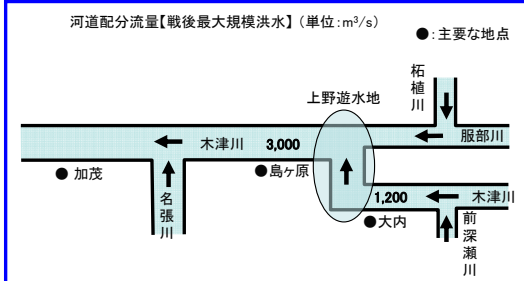 河道配分流量【戦後最大規模洪水】(単位:m³/s)
●:主要な地点
柘植川
上野遊水地
服部川
木津川
3,000
●加茂
●島ヶ原
名張川
1,200
木津川
●大内
前深瀬川